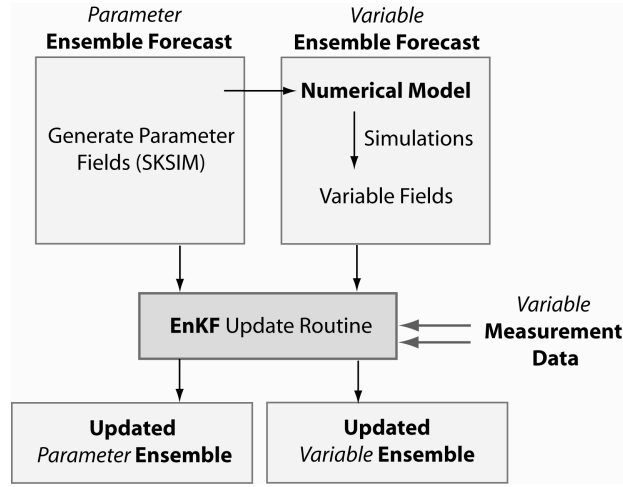 Parameter
Ensemble Forecast
Variable
Ensemble Forecast
Generate Parameter
Fields (SKSIM)
Numerical Model
Simulations
Variable Fields
EnKF Update Routine
Variable
Measurement
Data
Updated
Parameter Ensemble
Updated
Variable Ensemble